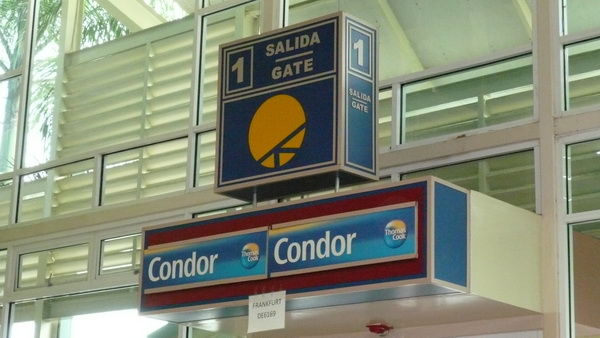 1 SALIDA
GATE
1
SALIDA
GATE
Condor Thomas Cook
Condor Thomas Cook
FRANKFURT
DE6169